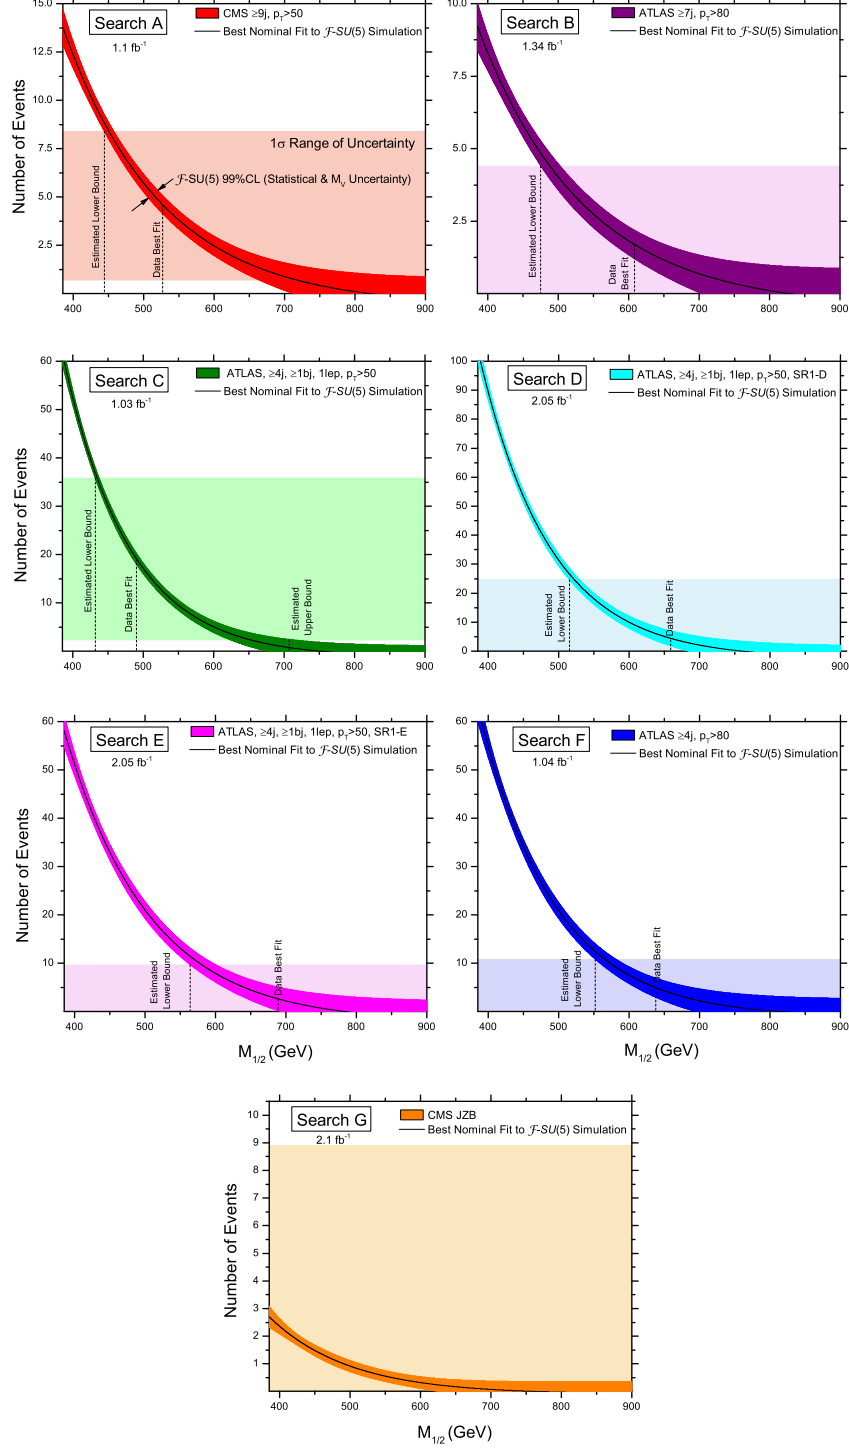 15.0
12.5
10.0
7.5
5.0
2.5
Number of Events
Search A
1.1 fb-1
CMS ≥9j, pT>50
Best Nominal Fit to ℱ-SU(5) Simulation
1σ Range of Uncertainty
ℱ-SU(5) 99%CL (Statistical & MV Uncertainty)
Estimated Lower Bound
Data Best Fit
400 500 600 700 800 900
10.0
7.5
5.0
2.5
Search B
1.34 fb-1
ATLAS ≥7j, pT>80
Best Nominal Fit to ℱ-SU(5) Simulation
Estimated Lower Bound
Data
Best Fit
400 500 600 700 800 900
60
50
40
30
20
10
Number of Events
Search C
1.03 fb-1
ATLAS, ≥4j, ≥1bj, 1lep, pT>50
Best Nominal Fit to ℱ-SU(5) Simulation
Estimated Lower Bound
Data Best Fit
Estimated
Upper Bound
400 500 600 700 800 900
100
90
80
70
60
50
40
30
20
10
0
Search D
2.05 fb-1
ATLAS, ≥4j, ≥1bj, 1lep, pT>50, SR1-D
Best Nominal Fit to ℱ-SU(5) Simulation
Estimated
Lower Bound
Data Best Fit
400 500 600 700 800 900
60
50
40
30
20
10
Number of Events
Search E
2.05 fb-1
ATLAS, ≥4j, ≥1bj, 1lep, pT>50, SR1-E
Best Nominal Fit to ℱ-SU(5) Simulation
Estimated
Lower Bound
Data Best Fit
400 500 600 700 800 900
M1/2 (GeV)
60
50
40
30
20
10
Search F
1.04 fb-1
ATLAS ≥4j, pT>80
Best Nominal Fit to ℱ-SU(5) Simulation
Estimated
Lower Bound
Data Best Fit
400 500 600 700 800 900
M1/2 (GeV)
10
9
8
7
6
5
4
3
2
1
Number of Events
Search G
2.1 fb-1
CMS JZB
Best Nominal Fit to ℱ-SU(5) Simulation
400 500 600 700 800 900
M1/2 (GeV)